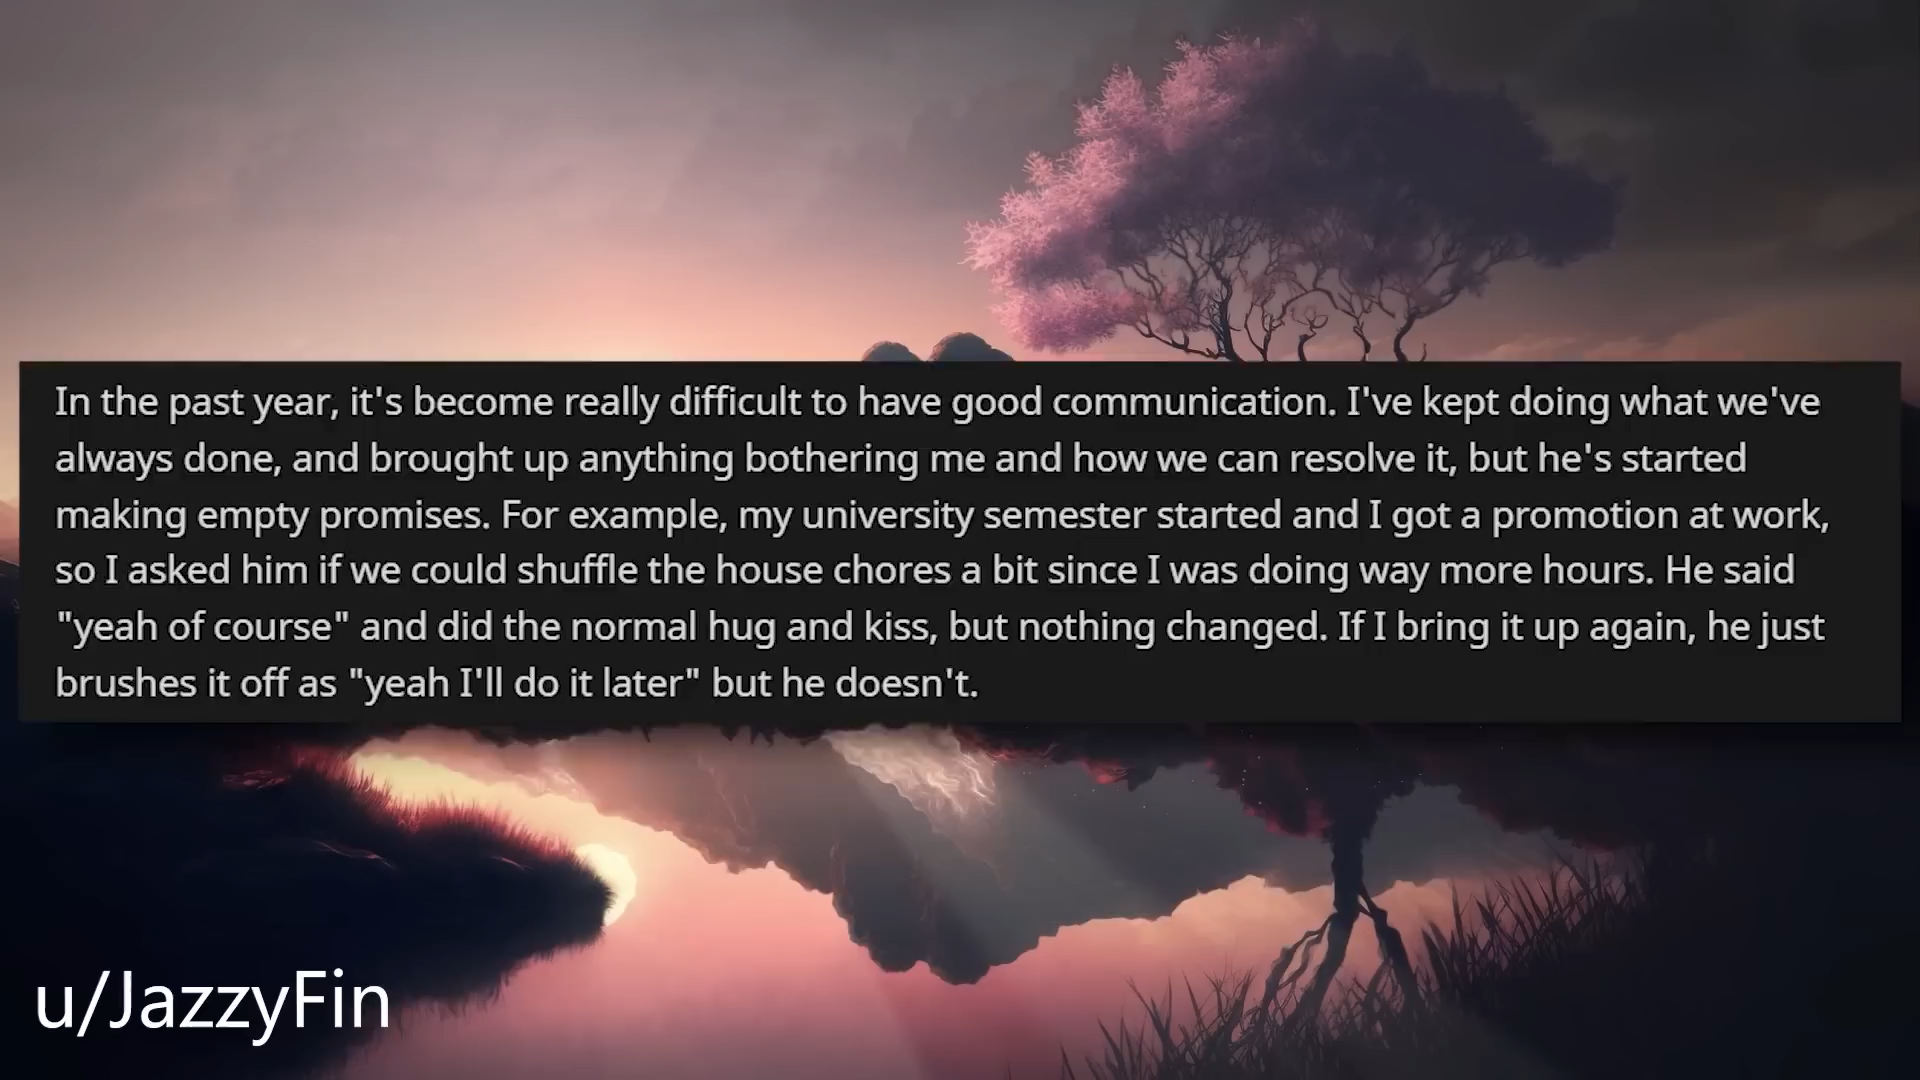 In the past year, it's become really difficult to have good communication. I've kept doing what we've
always done, and brought up anything bothering me and how we can resolve it, but he's started
making empty promises. For example, my university semester started and I got a promotion at work,
so I asked him if we could shuffle the house chores a bit since I was doing way more hours. He said
"yeah of course" and did the normal hug and kiss, but nothing changed. If I bring it up again, he just
brushes it off as "yeah I'll do it later" but he doesn't.
u/JazzyFin